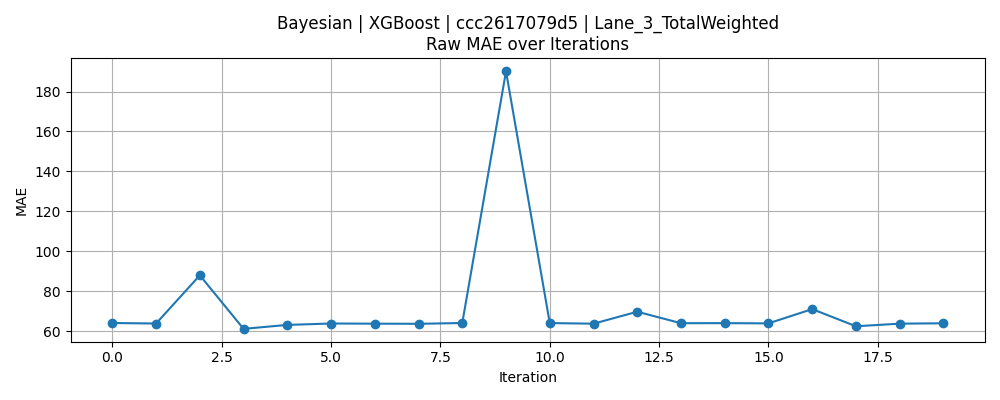 Bayesian | XGBoost | ccc2617079d5 | Lane_3_TotalWeighted
Raw MAE over Iterations
MAE
180
160
140
120
100
80
60
0.0 2.5 5.0 7.5 10.0 12.5 15.0 17.5
Iteration